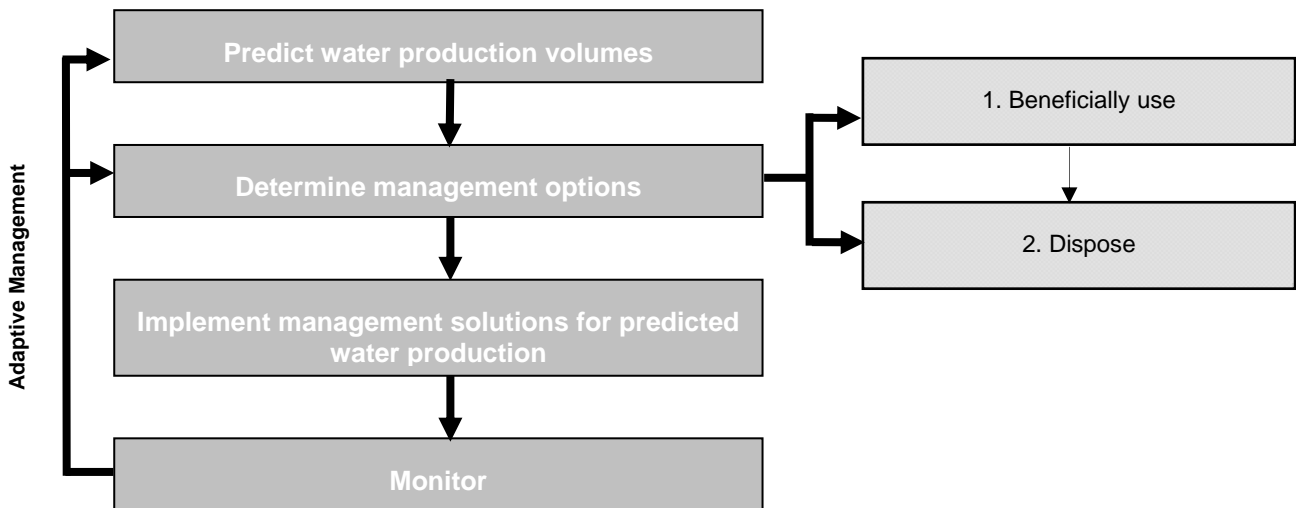 Predict water production volumes
1. Beneficially use
Adaptive Management
Determine management options
2. Dispose
Implement management solutions for predicted
water production
Monitor